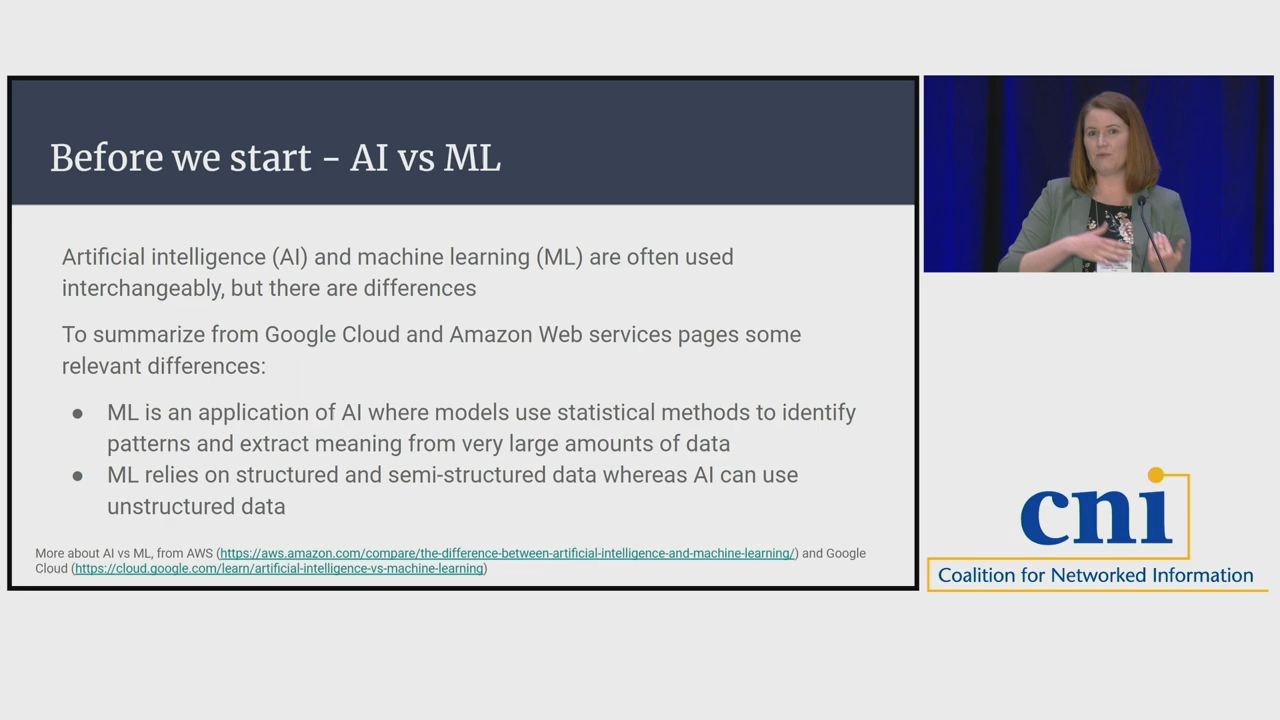 Before we start - AI vs ML
Artificial intelligence (AI) and machine learning (ML) are often used
interchangeably, but there are differences
To summarize from Google Cloud and Amazon Web services pages some
relevant differences:
● ML is an application of AI where models use statistical methods to identify
patterns and extract meaning from very large amounts of data
● ML relies on structured and semi-structured data whereas AI can use
unstructured data
More about AI vs ML, from AWS (https://aws.amazon.com/compare/the-difference-between-artificial-intelligence-and-machine-learning/) and Google
Cloud (https://cloud.google.com/learn/artificial-intelligence-vs-machine-learning)
cni
Coalition for Networked Information